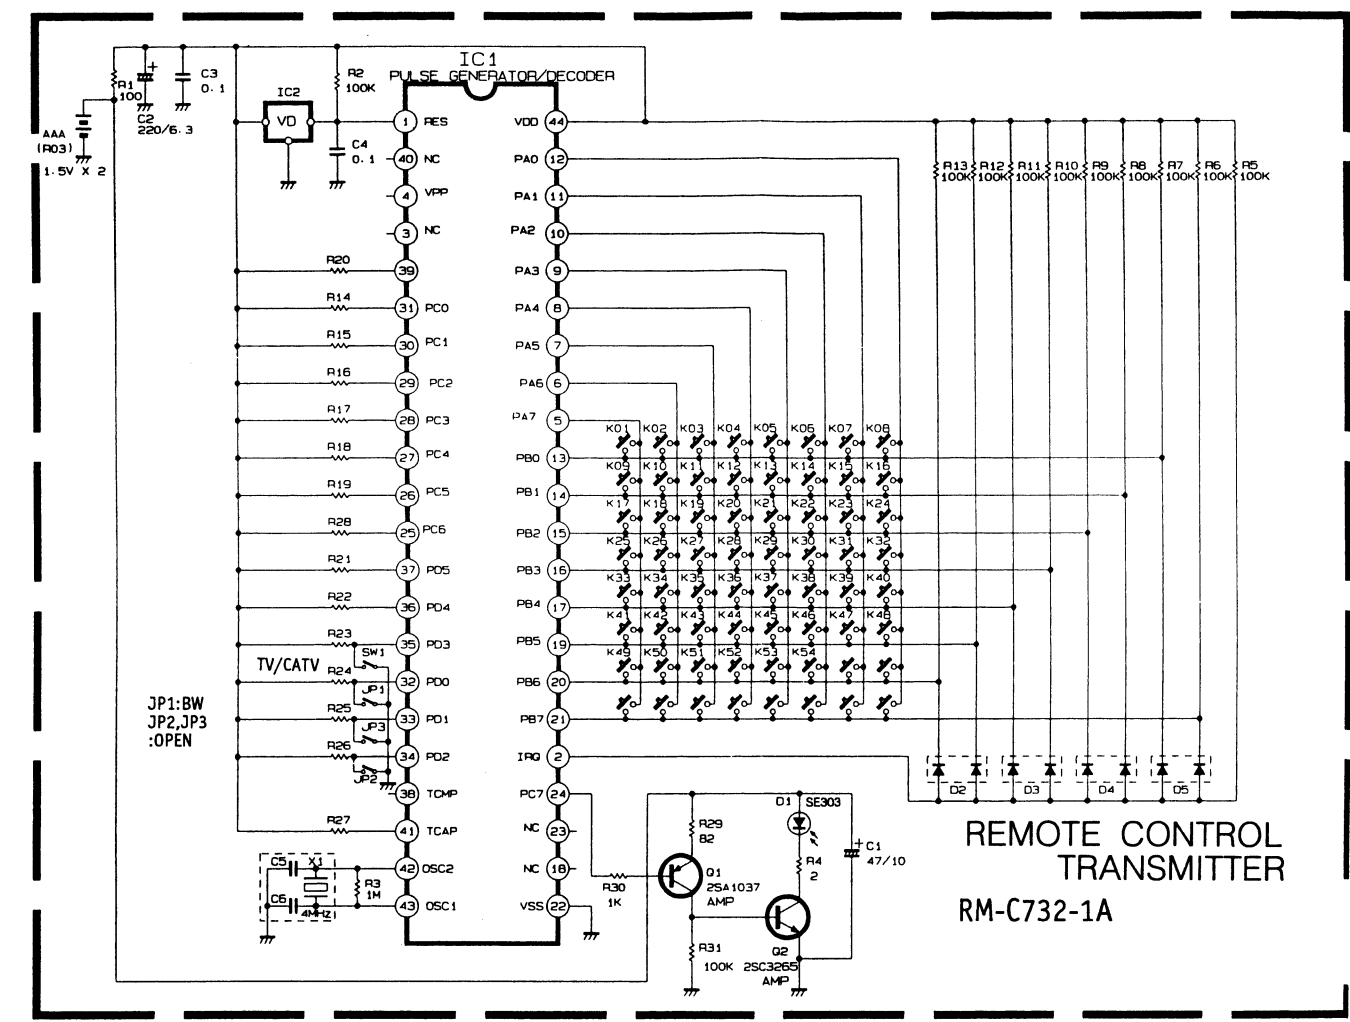 IC1
PULSE GENERATOR/DECODER
R1
100
+
C2
220/6.3
C3
0.1
R2
100K
IC2
VD
C4
0.1
AAA
(R03)
1.5V X 2
1 RES
40 NC
4 VPP
3 NC
R20
39
R14
31 PC0
R15
30 PC1
R16
29 PC2
R17
28 PC3
R18
27 PC4
R19
26 PC5
R28
25 PC6
R21
37 PD5
R22
36 PD4
R23
35 PD3
SW1
TV/CATV
R24
32 PD0
JP1
JP1:BW
JP2,JP3
:OPEN
R25
33 PD1
JP3
R26
34 PD2
JP2
38 TCMP
R27
41 TCAP
C5
X1
42 OSC2
R3
1M
C6
4MHz
43 OSC1
VDD 44
PA0 12
PA1 11
PA2 10
PA3 9
PA4 8
PA5 7
PA6 6
PA7 5
PB0 13
PB1 14
PB2 15
PB3 16
PB4 17
PB5 19
PB6 20
PB7 21
IRQ 2
PC7 24
NC 23
NC 18
VSS 22
K01 K02 K03 K04 K05 K06 K07 K08
K09 K10 K11 K12 K13 K14 K15 K16
K17 K18 K19 K20 K21 K22 K23 K24
K25 K26 K27 K28 K29 K30 K31 K32
K33 K34 K35 K36 K37 K38 K39 K40
K41 K42 K43 K44 K45 K46 K47 K48
K49 K50 K51 K52 K53 K54
R13 R12 R11 R10 R9 R8 R7 R6 R5
100K 100K 100K 100K 100K 100K 100K 100K 100K
D2 D3 D4 D5
R29
82
D1 SE303
R4
2
+
C1
47/10
R30
1K
Q1
2SA1037
AMP
R31
100K
Q2
2SC3265
AMP
REMOTE CONTROL
TRANSMITTER
RM-C732-1A